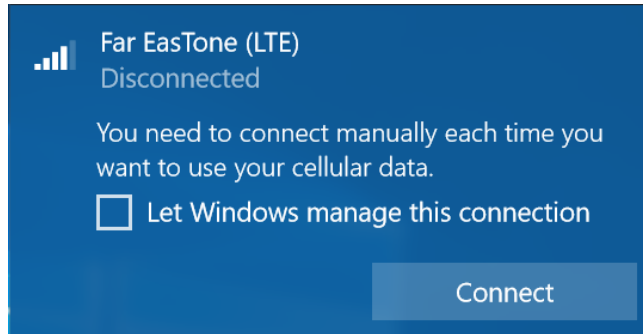 Far EasTone (LTE)
Disconnected
You need to connect manually each time you
want to use your cellular data.
Let Windows manage this connection
Connect